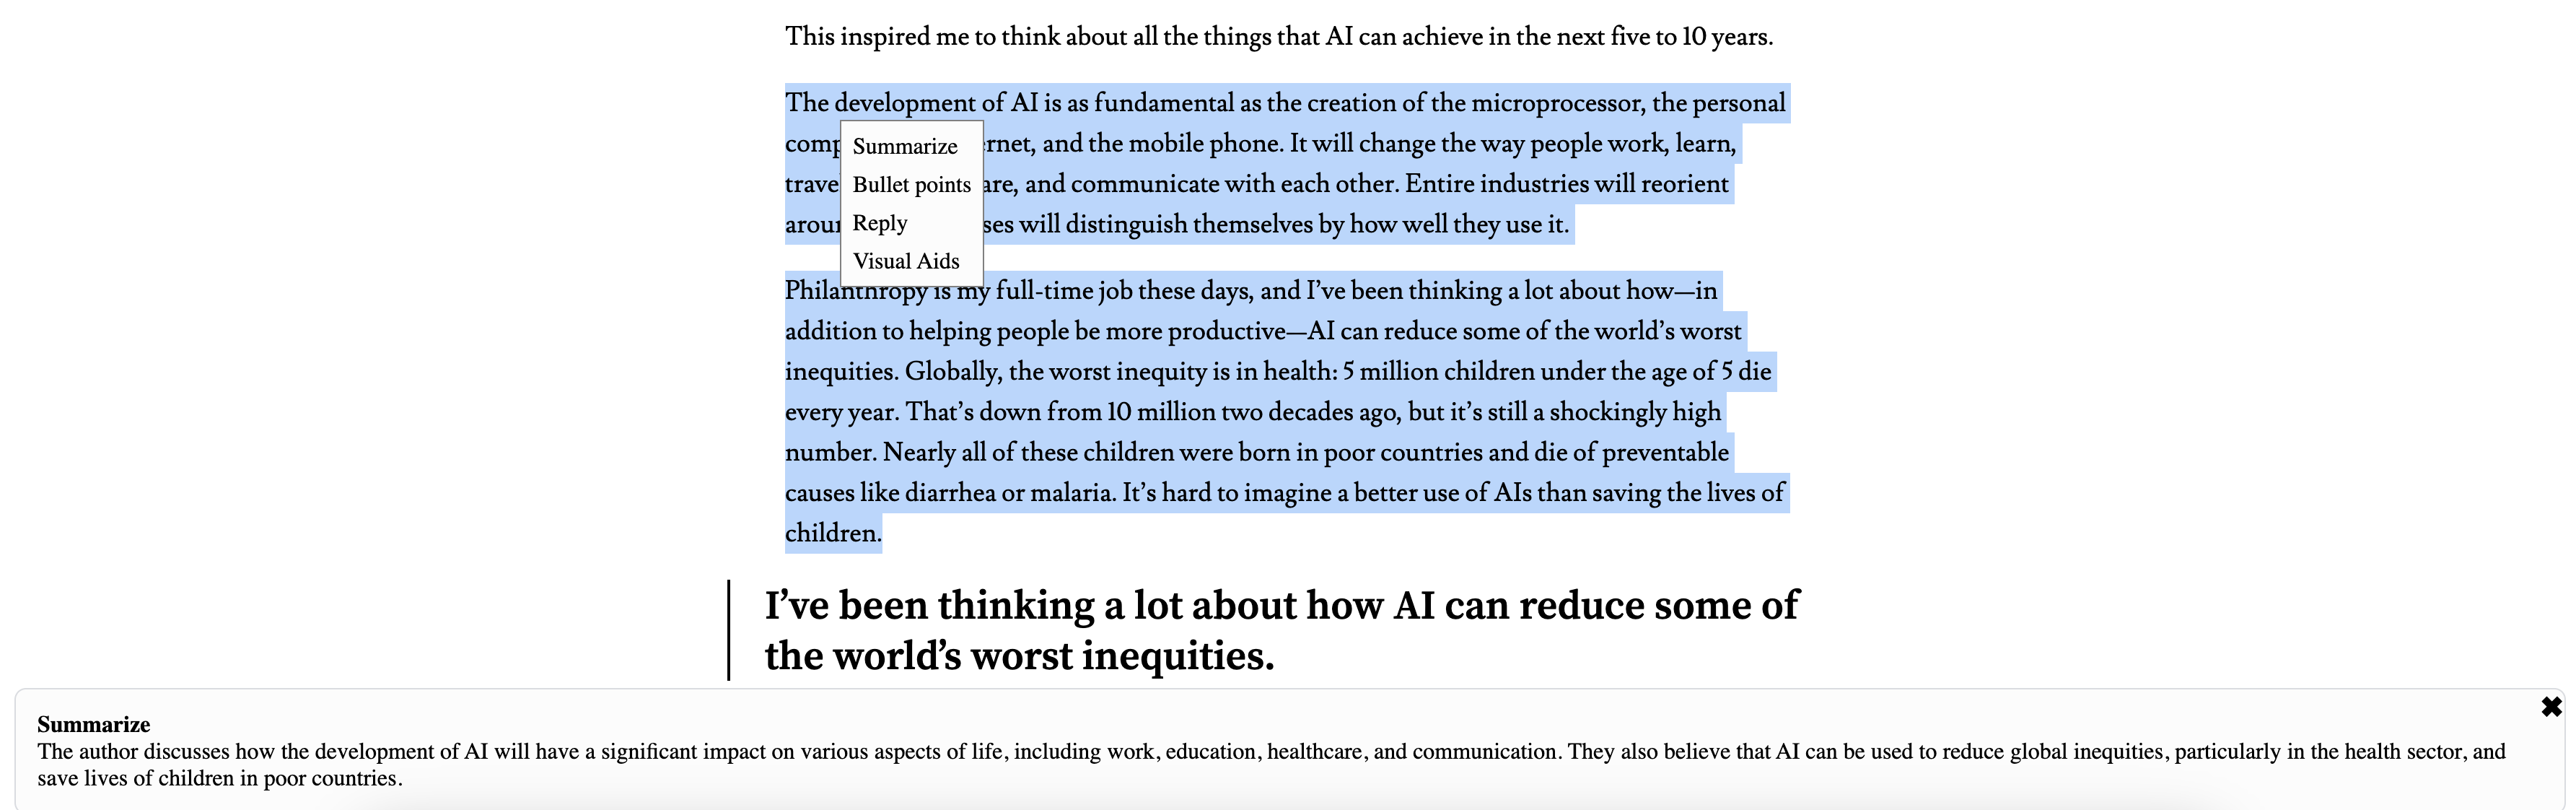 This inspired me to think about all the things that AI can achieve in the next five to 10 years.
The development of AI is as fundamental as the creation of the microprocessor, the personal
comp rnet, and the mobile phone. It will change the way people work, learn,
trave are, and communicate with each other. Entire industries will reorient
arou ses will distinguish themselves by how well they use it.
Summarize
Bullet points
Reply
Visual Aids
Philanthropy is my full-time job these days, and I’ve been thinking a lot about how—in
addition to helping people be more productive—AI can reduce some of the world’s worst
inequities. Globally, the worst inequity is in health: 5 million children under the age of 5 die
every year. That’s down from 10 million two decades ago, but it’s still a shockingly high
number. Nearly all of these children were born in poor countries and die of preventable
causes like diarrhea or malaria. It’s hard to imagine a better use of AIs than saving the lives of
children.
I’ve been thinking a lot about how AI can reduce some of
the world’s worst inequities.
Summarize
The author discusses how the development of AI will have a significant impact on various aspects of life, including work, education, healthcare, and communication. They also believe that AI can be used to reduce global inequities, particularly in the health sector, and
save lives of children in poor countries.